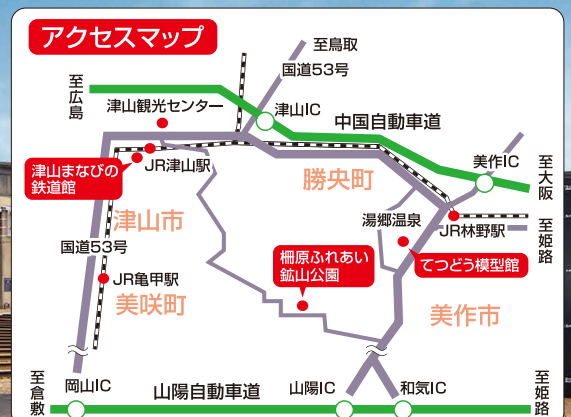 アクセスマップ
至鳥取
国道53号
至広島
津山観光センター
津山IC
中国自動車道
美作IC
至大阪
津山まなびの
鉄道館
JR津山駅
勝央町
津山市
湯郷温泉
JR林野駅
至姫路
国道53号
柵原ふれあい
鉱山公園
てつどう模型館
JR亀甲駅
美咲町
美作市
至倉敷
岡山IC
山陽自動車道
山陽IC
和気IC
至姫路